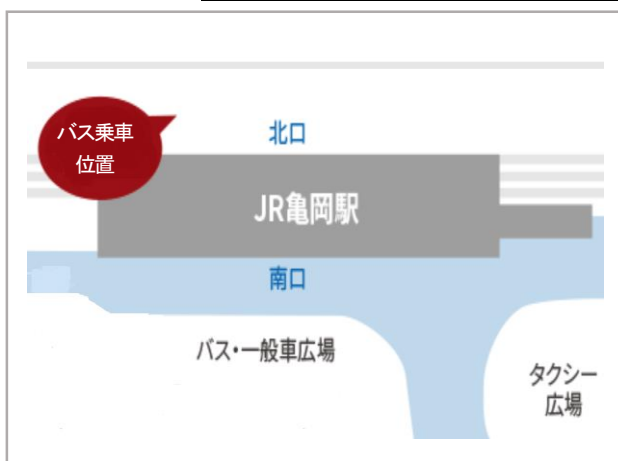 バス乗車
位置
北口
JR亀岡駅
南口
バス・一般車広場
タクシー
広場